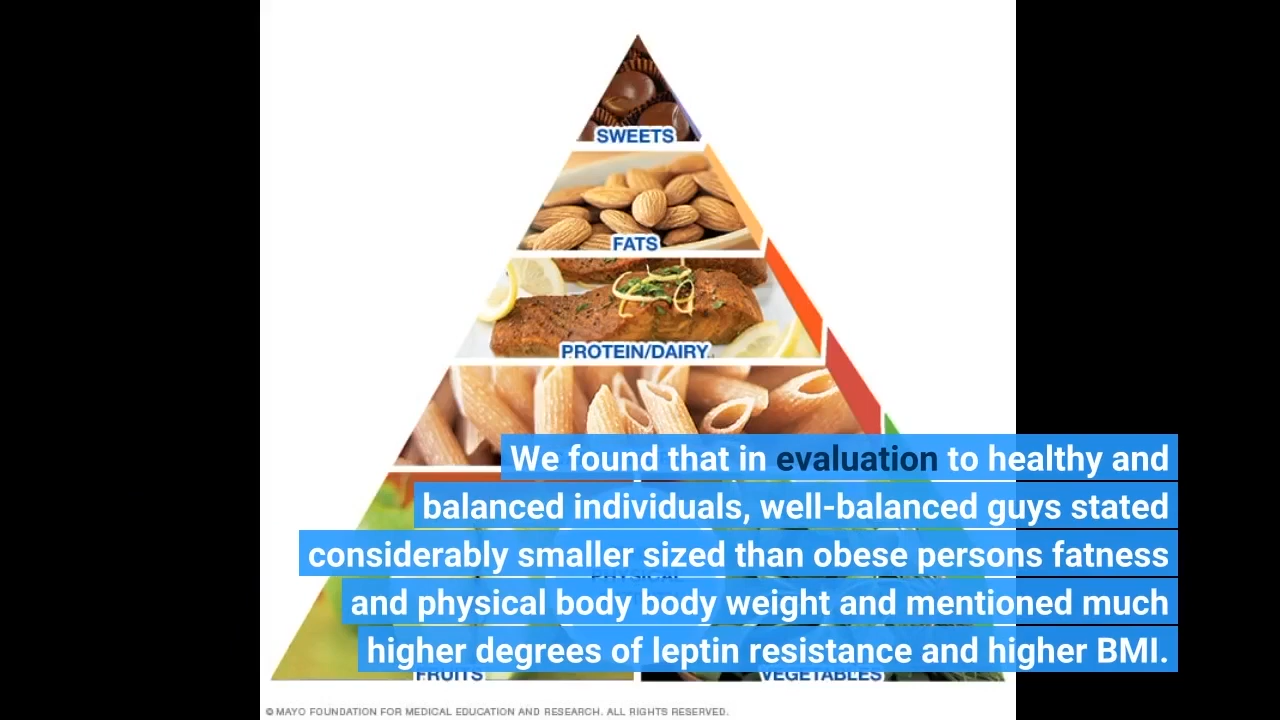 SWEETS
FATS
PROTEIN/DAIRY
We found that in evaluation to healthy and
balanced individuals, well-balanced guys stated
considerably smaller sized than obese persons fatness
PHYSICAL
and physical body body weight and mentioned much
higher degrees of leptin resistance and higher BMI.
FRUITS
VEGETABLES
© MAYO FOUNDATION FOR MEDICAL EDUCATION AND RESEARCH. ALL RIGHTS RESERVED.